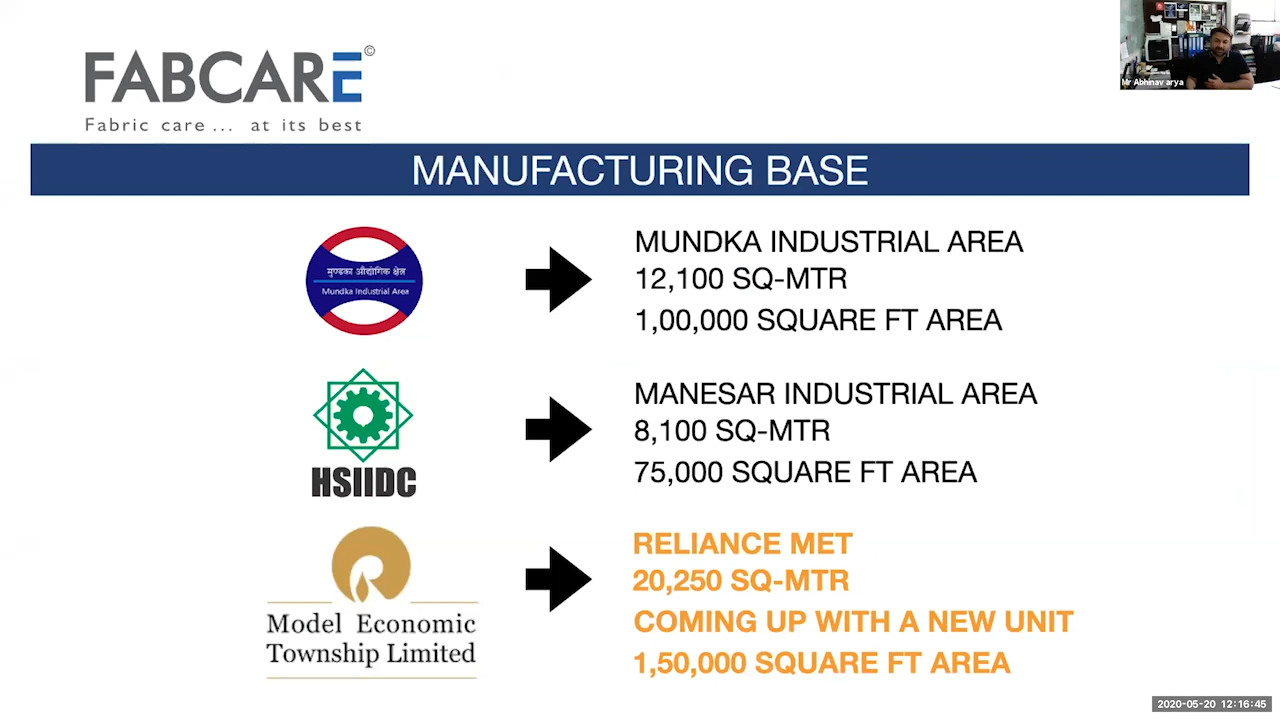 FABCARE©
Fabric care... at its best
Mr Abhinav arya
MANUFACTURING BASE
मुण्डका औद्योगिक क्षेत्र
Mundka Industrial Area
MUNDKA INDUSTRIAL AREA
12,100 SQ-MTR
1,00,000 SQUARE FT AREA
HSIIDC
MANESAR INDUSTRIAL AREA
8,100 SQ-MTR
75,000 SQUARE FT AREA
Model Economic
Township Limited
RELIANCE MET
20,250 SQ-MTR
COMING UP WITH A NEW UNIT
1,50,000 SQUARE FT AREA
2020-05-20 12:16:45